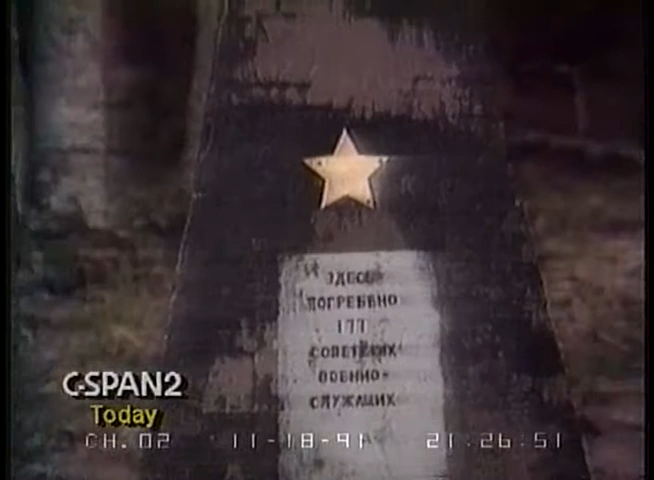 ЗДЕСЬ
ПОГРЕБЕНО
177
СОВЕТСКИХ
ВОЕННО-
СЛУЖАЩИХ
C-SPAN2
Today
CH. 02 11-18-91 21:26:51